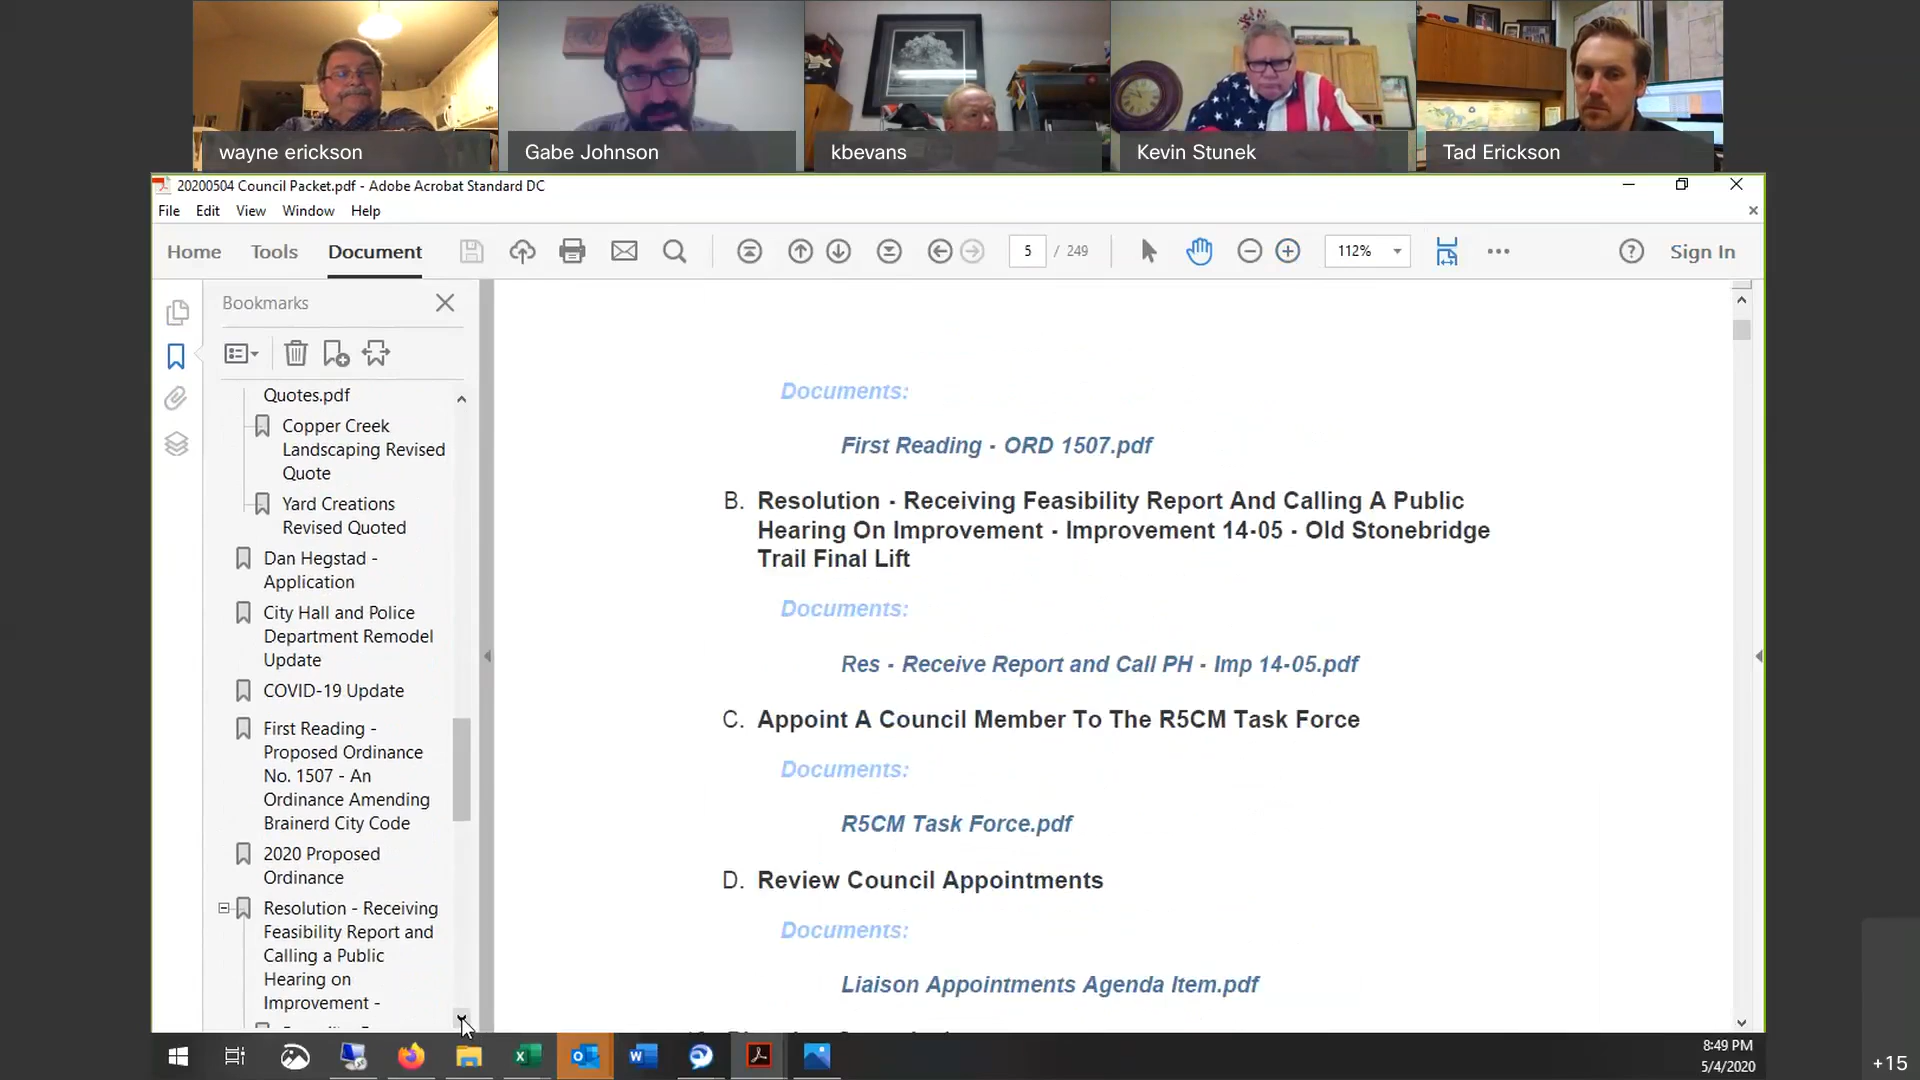 wayne erickson
Gabe Johnson
kbevans
Kevin Stunek
Tad Erickson
20200504 Council Packet.pdf - Adobe Acrobat Standard DC
File Edit View Window Help
Home Tools Document 5 / 249 112% Sign In
Bookmarks
Quotes.pdf
Copper Creek
Landscaping Revised
Quote
Yard Creations
Revised Quoted
Dan Hegstad -
Application
City Hall and Police
Department Remodel
Update
COVID-19 Update
First Reading -
Proposed Ordinance
No. 1507 - An
Ordinance Amending
Brainerd City Code
2020 Proposed
Ordinance
Resolution - Receiving
Feasibility Report and
Calling a Public
Hearing on
Improvement -
Documents:
First Reading - ORD 1507.pdf
B. Resolution - Receiving Feasibility Report And Calling A Public
Hearing On Improvement - Improvement 14-05 - Old Stonebridge
Trail Final Lift
Documents:
Res - Receive Report and Call PH - Imp 14-05.pdf
C. Appoint A Council Member To The R5CM Task Force
Documents:
R5CM Task Force.pdf
D. Review Council Appointments
Documents:
Liaison Appointments Agenda Item.pdf
8:49 PM
5/4/2020
+15